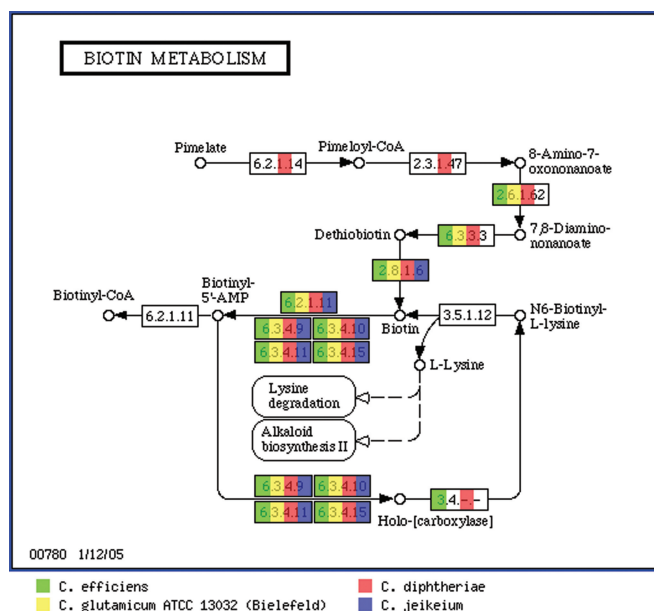 BIOTIN METABOLISM
Pimelate
6.2.1.14
Pimeloyl-CoA
2.3.1.47
8-Amino-7-
oxononanoate
2.6.1.62
7,8-Diamino-
nonanoate
6.3.3.3
Dethiobiotin
2.8.1.6
Biotinyl-CoA
6.2.1.11
Biotinyl-
5'-AMP
6.2.1.11
6.3.4.9 6.3.4.10
6.3.4.11 6.3.4.15
Biotin
3.5.1.12
N6-Biotinyl-
L-lysine
L-Lysine
Lysine
degradation
Alkaloid
biosynthesis II
6.3.4.9 6.3.4.10
6.3.4.11 6.3.4.15
Holo-[carboxylase]
3.4.-.-
00780 1/12/05
C. efficiens
C. diphtheriae
C. glutamicum ATCC 13032 (Bielefeld)
C. jeikeium